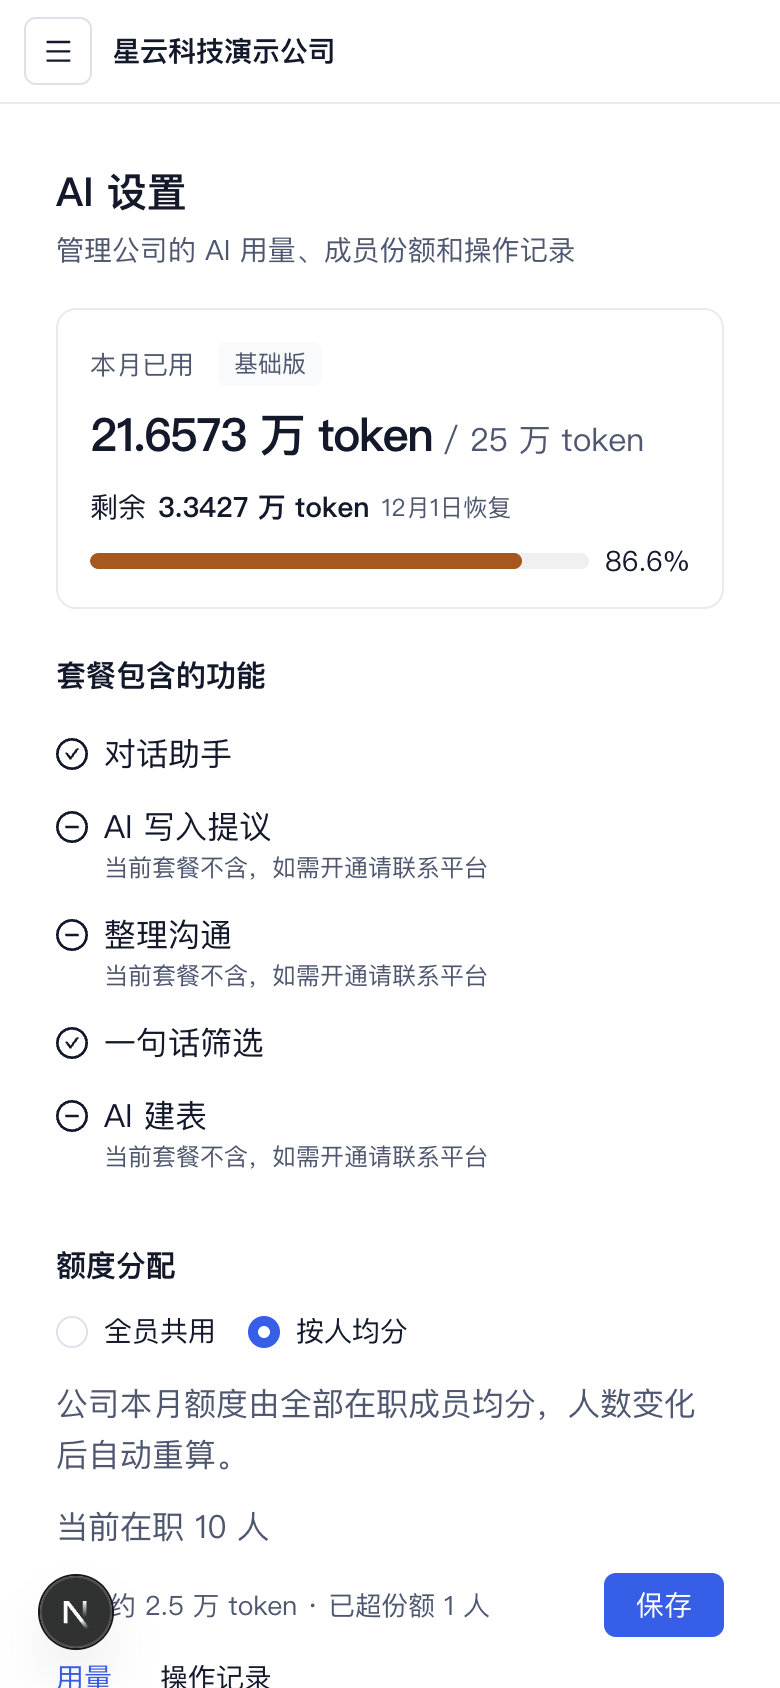 星云科技演示公司
AI 设置
管理公司的 AI 用量、成员份额和操作记录
本月已用 基础版
21.6573 万 token / 25 万 token
剩余 3.3427 万 token 12月1日恢复
86.6%
套餐包含的功能
对话助手
AI 写入提议
当前套餐不含，如需开通请联系平台
整理沟通
当前套餐不含，如需开通请联系平台
一句话筛选
AI 建表
当前套餐不含，如需开通请联系平台
额度分配
全员共用 按人均分
公司本月额度由全部在职成员均分，人数变化
后自动重算。
当前在职 10 人
N 约 2.5 万 token · 已超份额 1 人 保存
用量 操作记录